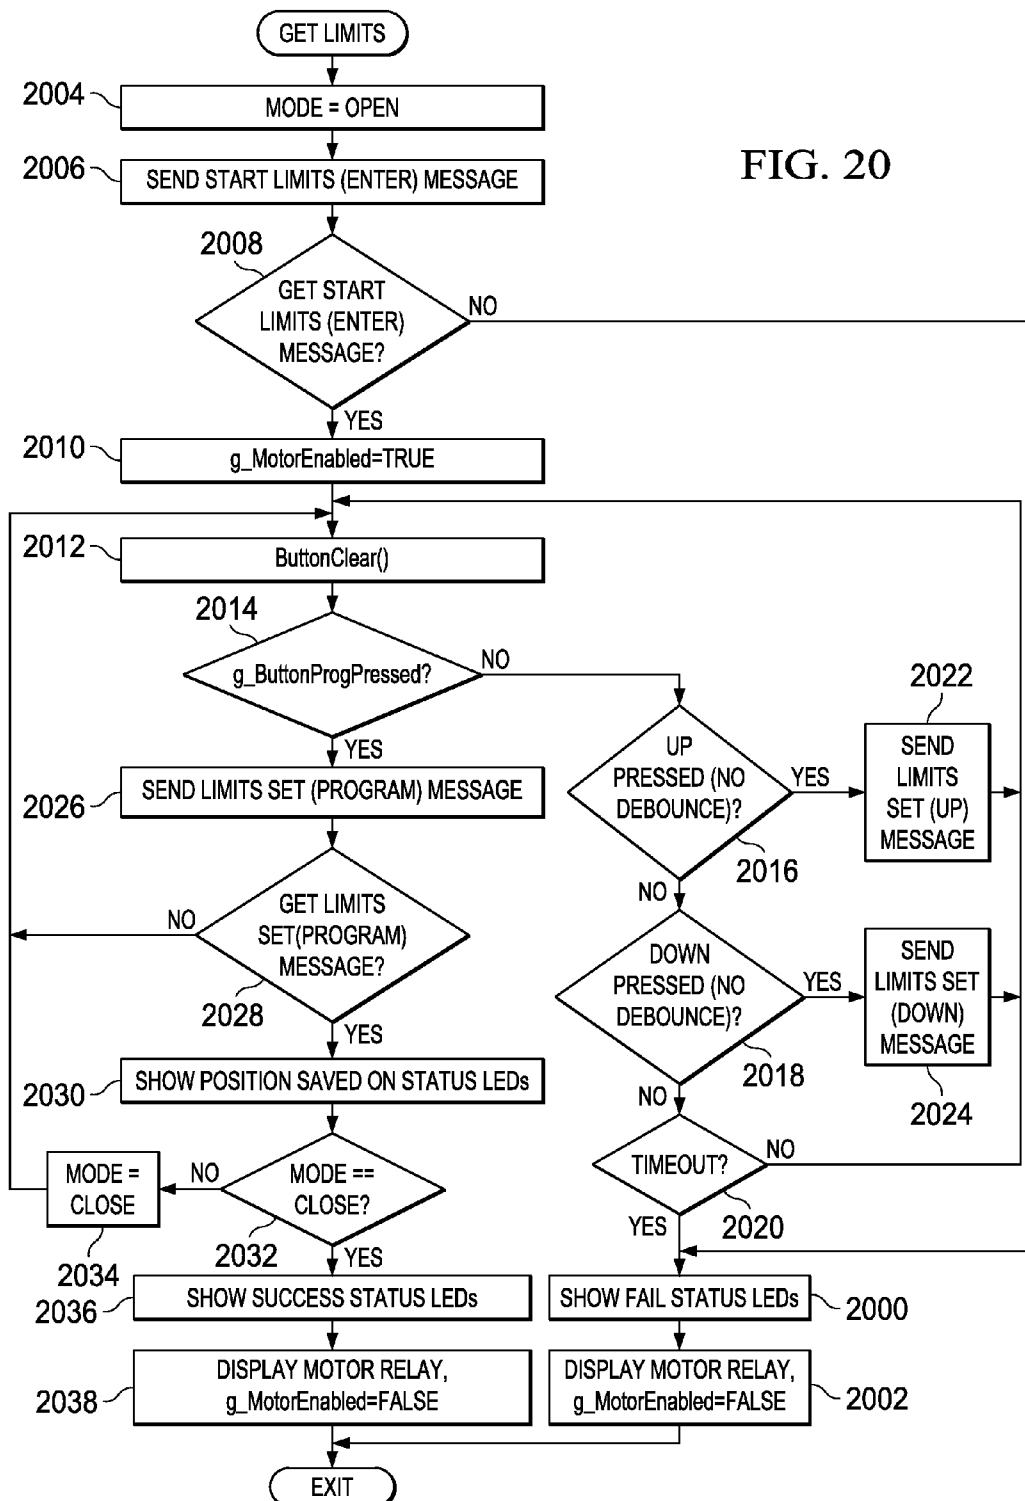 GET LIMITS
2004
MODE = OPEN
2006
SEND START LIMITS (ENTER) MESSAGE
FIG. 20
2008
GET START
LIMITS (ENTER)
MESSAGE?
NO
YES
2010
g_MotorEnabled=TRUE
2012
ButtonClear()
2014
g_ButtonProgPressed?
NO
YES
2022
UP
PRESSED (NO
DEBOUNCE)?
YES
SEND
LIMITS
SET (UP)
MESSAGE
2016
NO
2026
SEND LIMITS SET (PROGRAM) MESSAGE
GET LIMITS
SET(PROGRAM)
MESSAGE?
NO
2028
YES
DOWN
PRESSED (NO
DEBOUNCE)?
YES
SEND
LIMITS SET
(DOWN)
MESSAGE
2018
2024
NO
2030
SHOW POSITION SAVED ON STATUS LEDs
MODE =
CLOSE
NO
MODE ==
CLOSE?
2034
2032
YES
TIMEOUT?
NO
2020
YES
2036
SHOW SUCCESS STATUS LEDs
SHOW FAIL STATUS LEDs
2000
2038
DISPLAY MOTOR RELAY,
g_MotorEnabled=FALSE
DISPLAY MOTOR RELAY,
g_MotorEnabled=FALSE
2002
EXIT